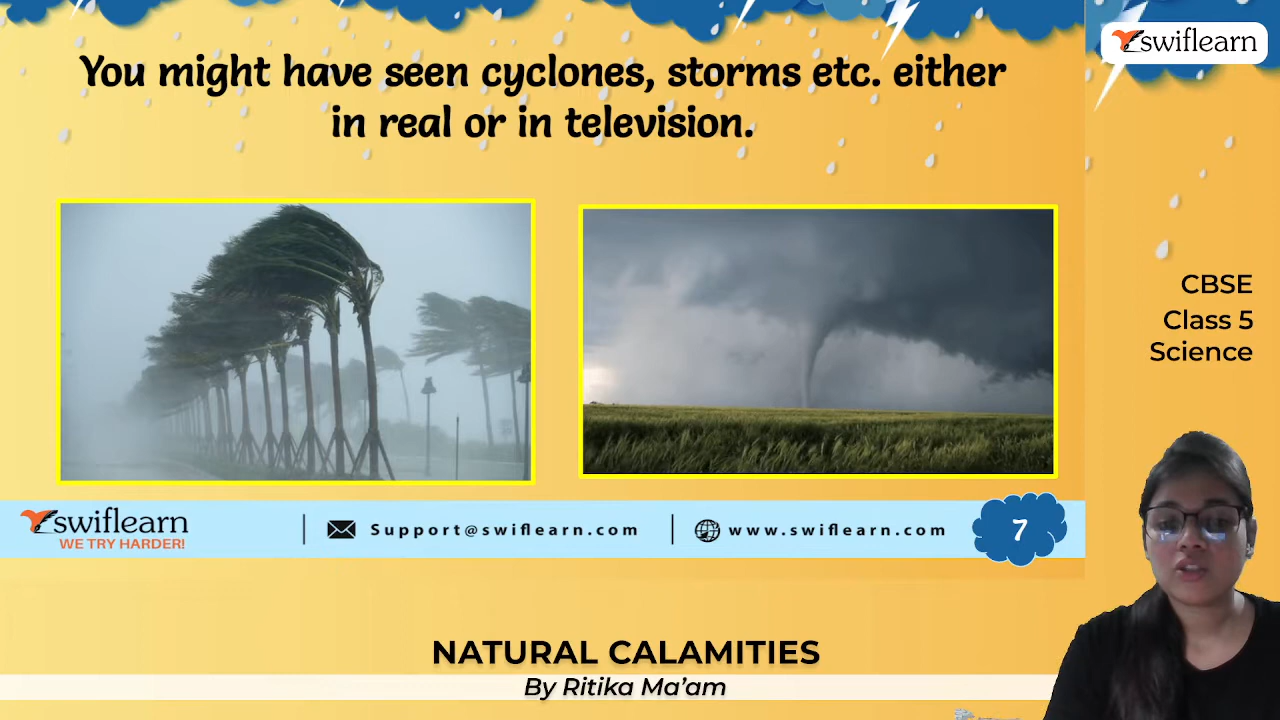 You might have seen cyclones, storms etc. either
in real or in television.
swiflearn
CBSE
Class 5
Science
swiflearn
WE TRY HARDER!
Support@swiflearn.com
www.swiflearn.com
7
NATURAL CALAMITIES
By Ritika Ma'am